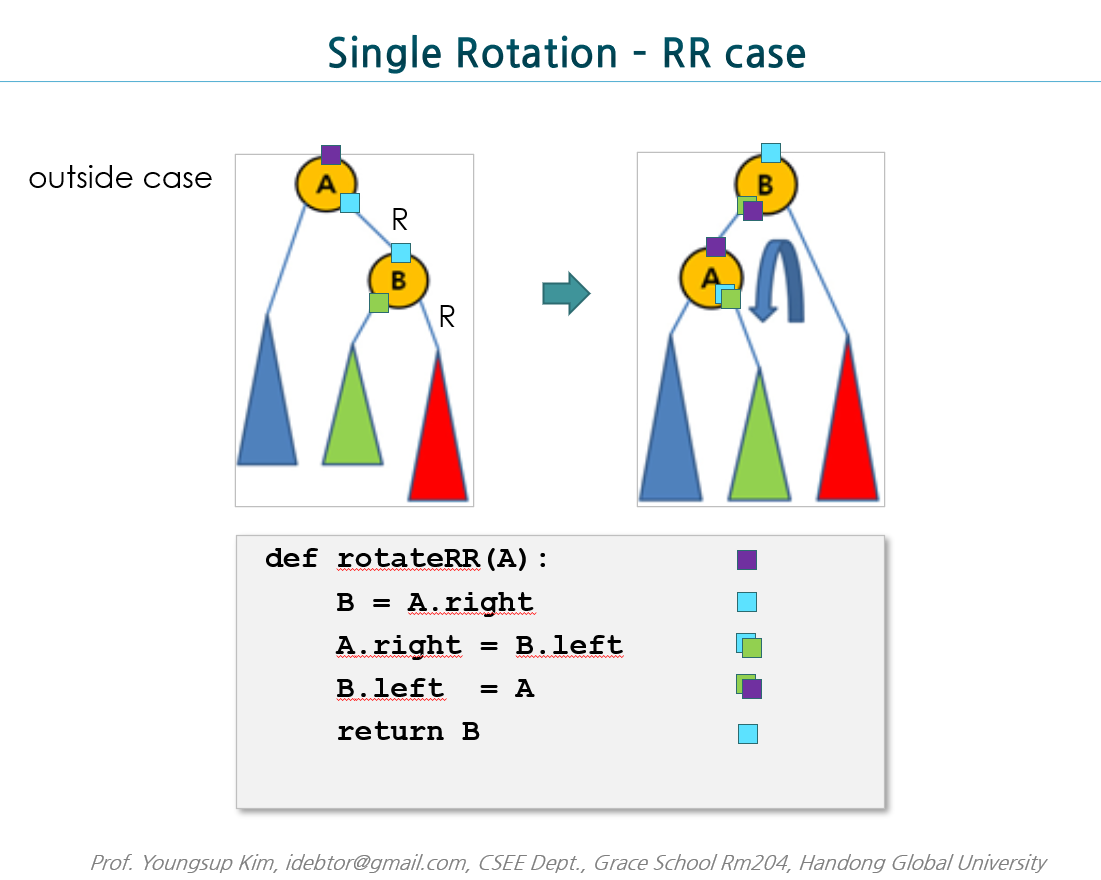 Single Rotation - RR case
outside case
A
R
B
R
B
A
def rotateRR(A):
B = A.right
A.right = B.left
B.left  = A
return B
Prof. Youngsup Kim, idebtor@gmail.com, CSEE Dept., Grace School Rm204, Handong Global University